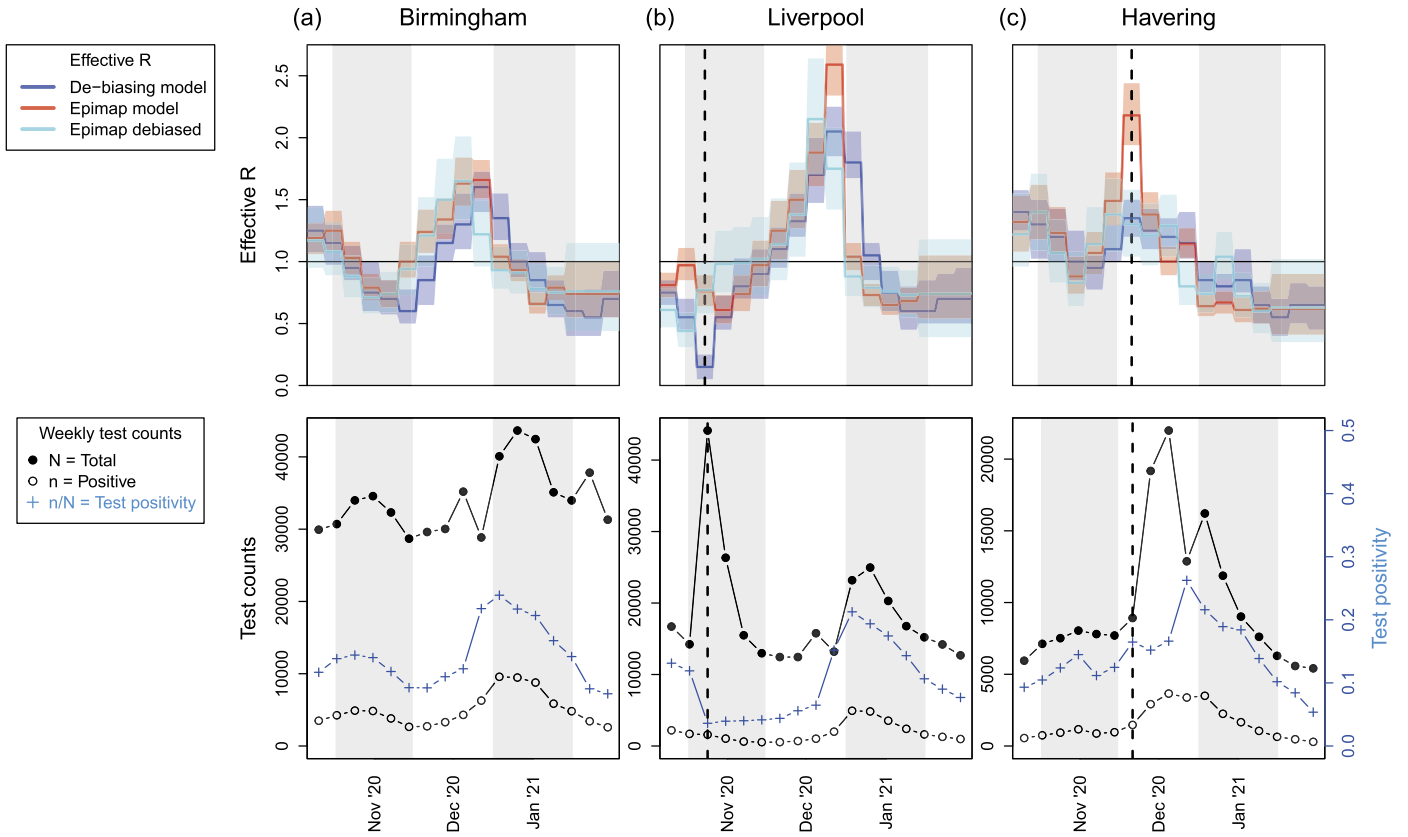 (a) Birmingham
(b) Liverpool
(c) Havering
Effective R
De−biasing model
Epimap model
Epimap debiased
Effective R
2.5
2.0
1.5
1.0
0.5
0.0
Weekly test counts
N = Total
n = Positive
n/N = Test positivity
Test counts
40000
30000
20000
10000
0
40000
30000
20000
10000
0
20000
15000
10000
5000
0
0.5
0.4
0.3
0.2
0.1
0.0
Test positivity
Nov '20
Dec '20
Jan '21
Nov '20
Dec '20
Jan '21
Nov '20
Dec '20
Jan '21